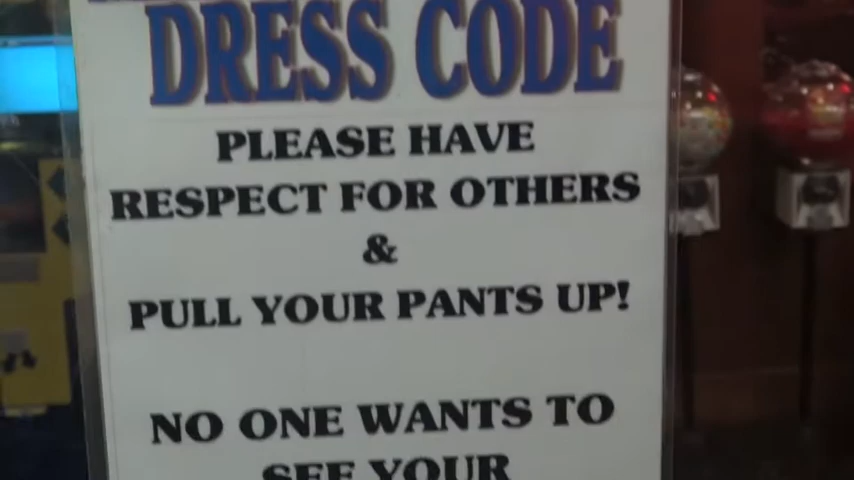 DRESS CODE
PLEASE HAVE
RESPECT FOR OTHERS
&
PULL YOUR PANTS UP!
NO ONE WANTS TO
SEE YOUR